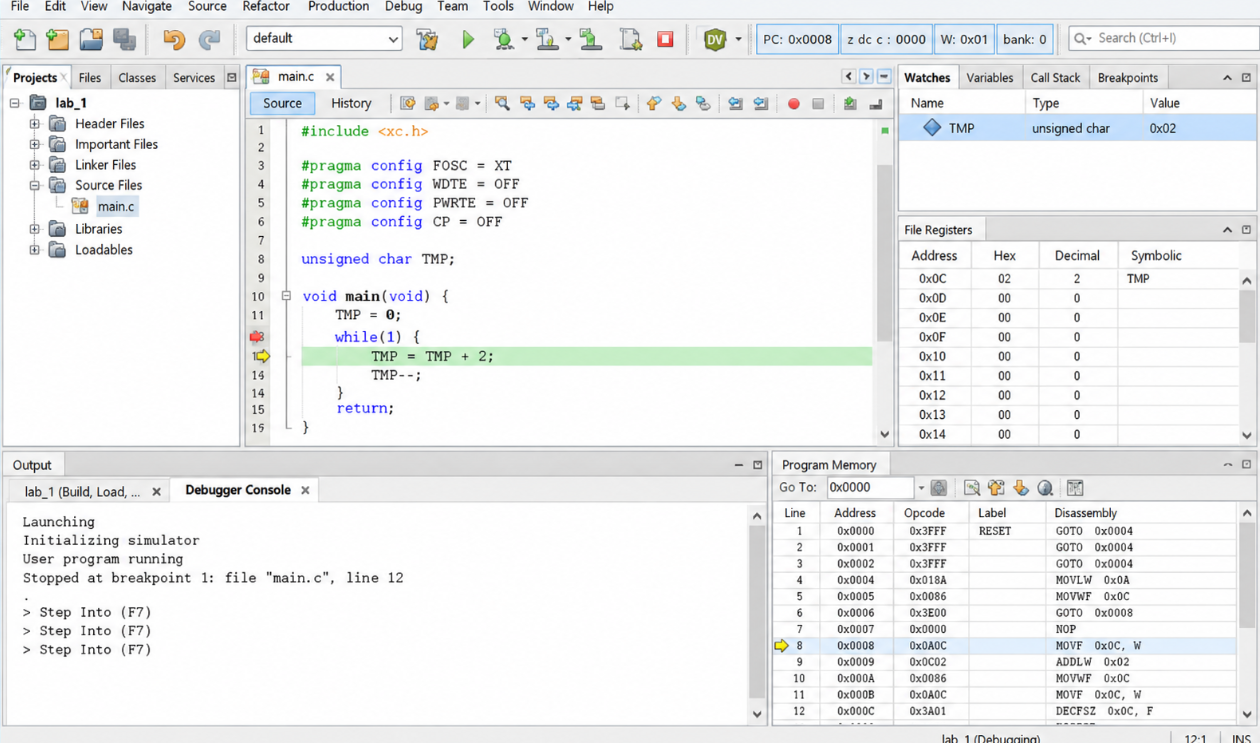 File Edit View Navigate Source Refactor Production Debug Team Tools Window Help
default PC: 0x0008 z dc c : 0000 W: 0x01 bank: 0 Search (Ctrl+I)
DV
Projects Files Classes Services
lab_1
Header Files
Important Files
Linker Files
Source Files
main.c
Libraries
Loadables
main.c
Source History
1 #include <xc.h>
2
3 #pragma config FOSC = XT
4 #pragma config WDTE = OFF
5 #pragma config PWRTE = OFF
6 #pragma config CP = OFF
7
8 unsigned char TMP;
9
10 void main(void) {
11 TMP = 0;
while(1) {
TMP = TMP + 2;
14 TMP--;
14 }
15 return;
19 }
Watches Variables Call Stack Breakpoints
Name Type Value
TMP unsigned char 0x02
File Registers
Address Hex Decimal Symbolic
0x0C 02 2 TMP
0x0D 00 0
0x0E 00 0
0x0F 00 0
0x10 00 0
0x11 00 0
0x12 00 0
0x13 00 0
0x14 00 0
Output
lab_1 (Build, Load, ... Debugger Console
Launching
Initializing simulator
User program running
Stopped at breakpoint 1: file "main.c", line 12
.
> Step Into (F7)
> Step Into (F7)
> Step Into (F7)
Program Memory
Go To: 0x0000
Line Address Opcode Label Disassembly
1 0x0000 0x3FFF RESET GOTO 0x0004
2 0x0001 0x3FFF GOTO 0x0004
3 0x0002 0x3FFF GOTO 0x0004
4 0x0004 0x018A MOVLW 0x0A
5 0x0005 0x0086 MOVWF 0x0C
6 0x0006 0x3E00 GOTO 0x0008
7 0x0007 0x0000 NOP
8 0x0008 0x0A0C MOVF 0x0C, W
9 0x0009 0x0C02 ADDLW 0x02
10 0x000A 0x0086 MOVWF 0x0C
11 0x000B 0x0A0C MOVF 0x0C, W
12 0x000C 0x3A01 DECFSZ 0x0C, F
lab_1 (Debugging) 12:1 INS